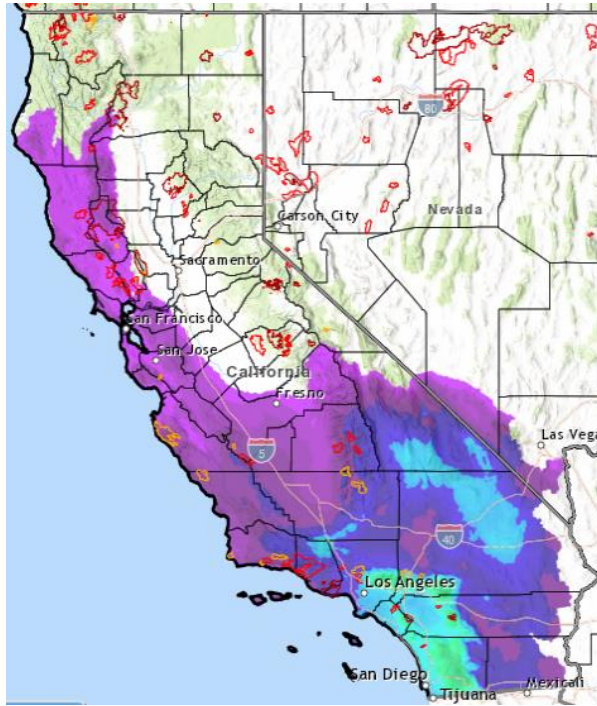 80
Nevada
Carson City
Sacramento
San Francisco
San Jose
California
Fresno
5
Las Vega
40
Los Angeles
San Diego
Mexicali
Tijuana